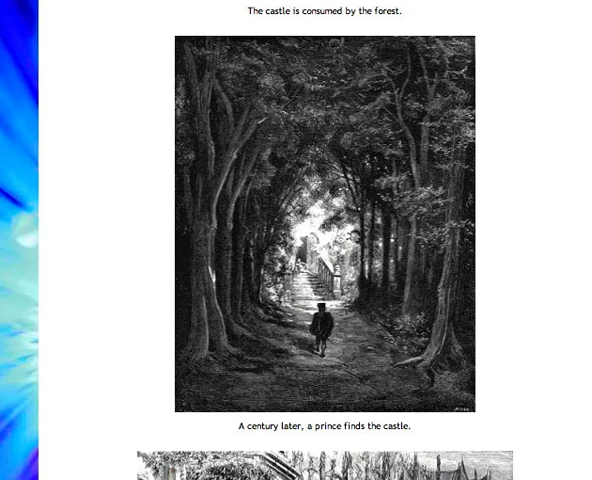 The castle is consumed by the forest.
A century later, a prince finds the castle.